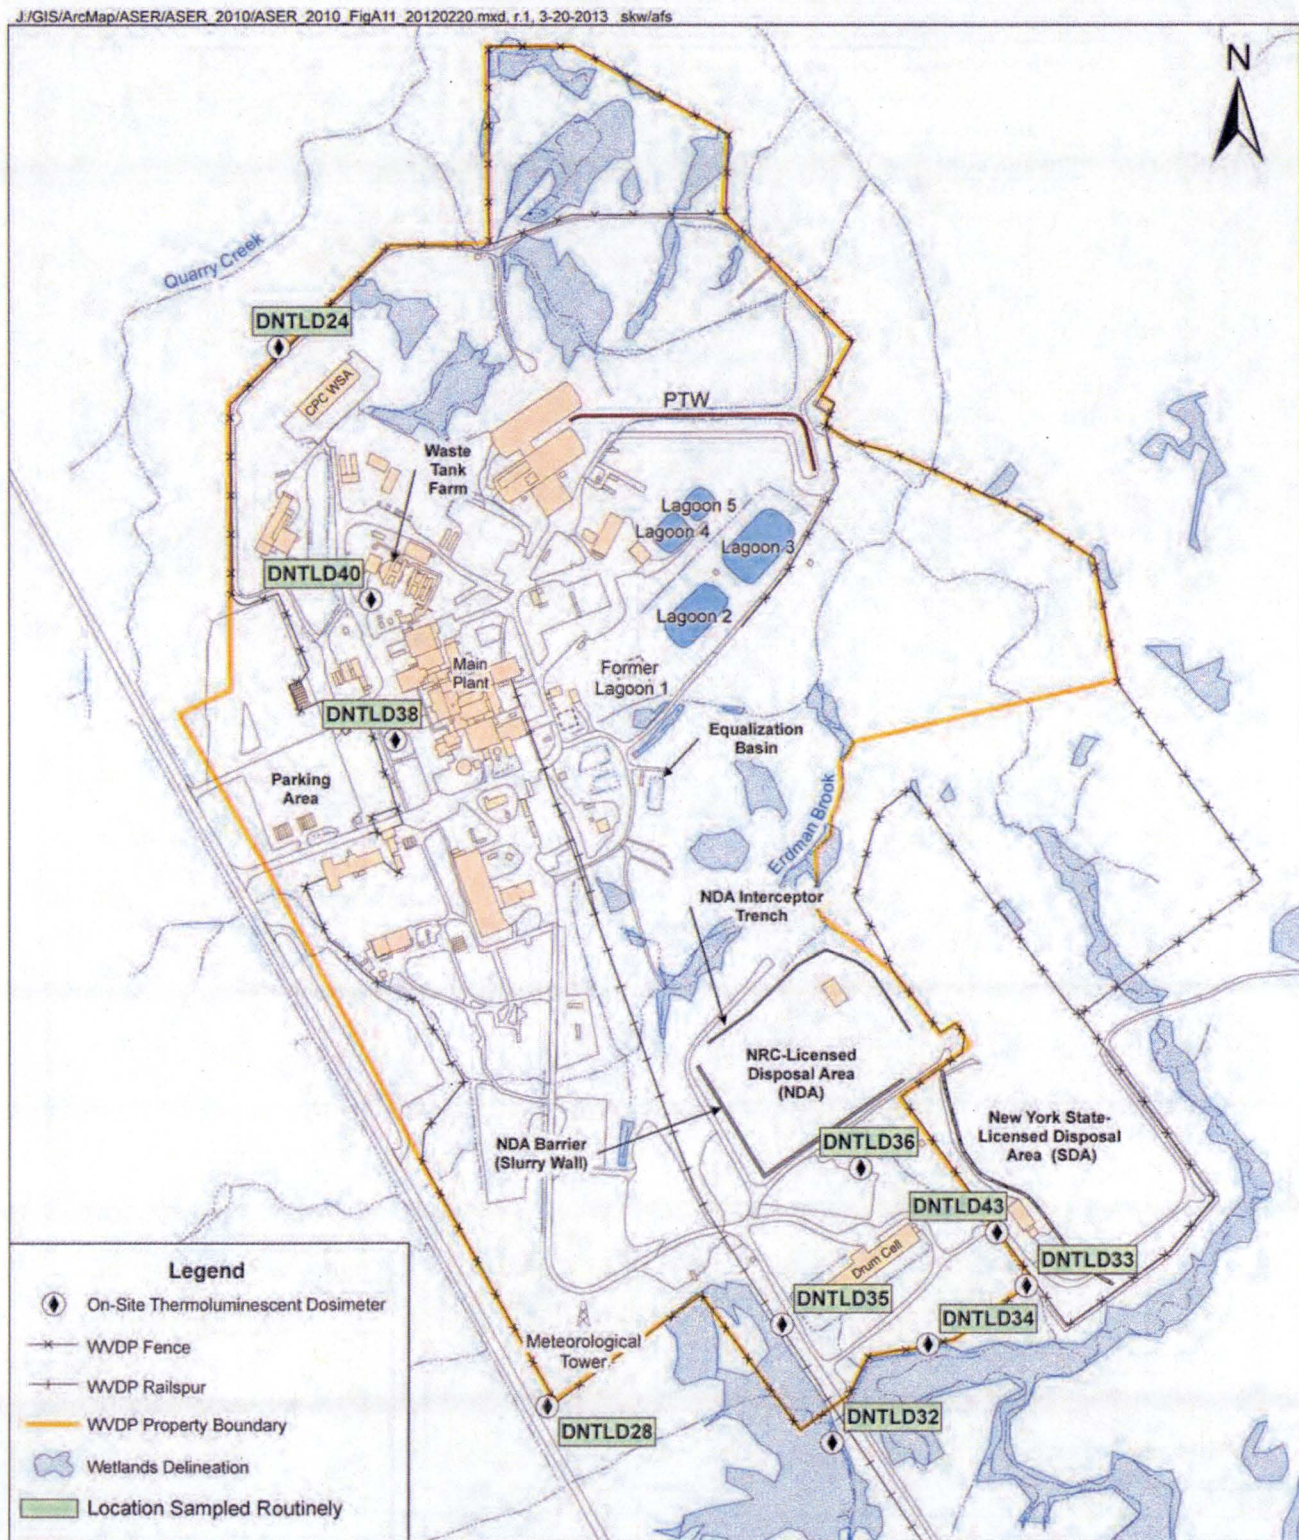 J:/GIS/ArcMap/ASER/ASER_2010/ASER_2010_FigA11_20120220.mxd, r.1, 3-20-2013 skw/afs
N
Quarry Creek
DNTLD24
CPC WSA
PTW
Waste
Tank
Farm
Lagoon 5
Lagoon 4
Lagoon 3
DNTLD40
Lagoon 2
Main
Plant
Former
Lagoon 1
DNTLD38
Equalization
Basin
Parking
Area
Erdman Brook
NDA Interceptor
Trench
NRC-Licensed
Disposal Area
(NDA)
New York State-
Licensed Disposal
Area (SDA)
NDA Barrier
(Slurry Wall)
DNTLD36
DNTLD43
Drum Cell
DNTLD33
DNTLD35
DNTLD34
Meteorological
Tower
DNTLD32
DNTLD28
Legend
On-Site Thermoluminescent Dosimeter
WVDP Fence
WVDP Railspur
WVDP Property Boundary
Wetlands Delineation
Location Sampled Routinely